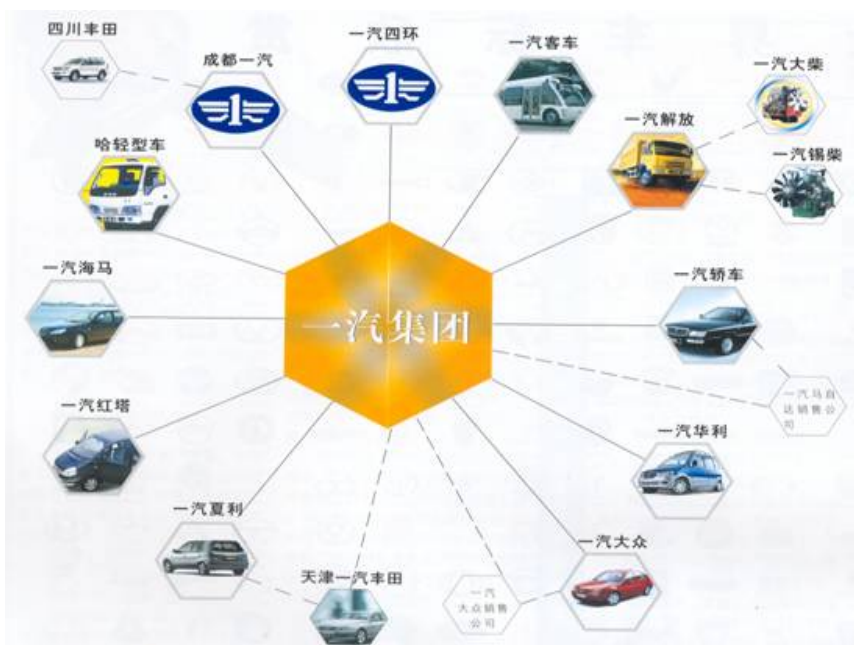 四川丰田
成都一汽
一汽四环
一汽客车
一汽大柴
一汽解放
一汽锡柴
哈轻型车
一汽海马
一汽轿车
一汽集团
一汽马自
达销售公
司
一汽红塔
一汽华利
一汽夏利
一汽大众
天津一汽丰田
一汽
大众销售
公司